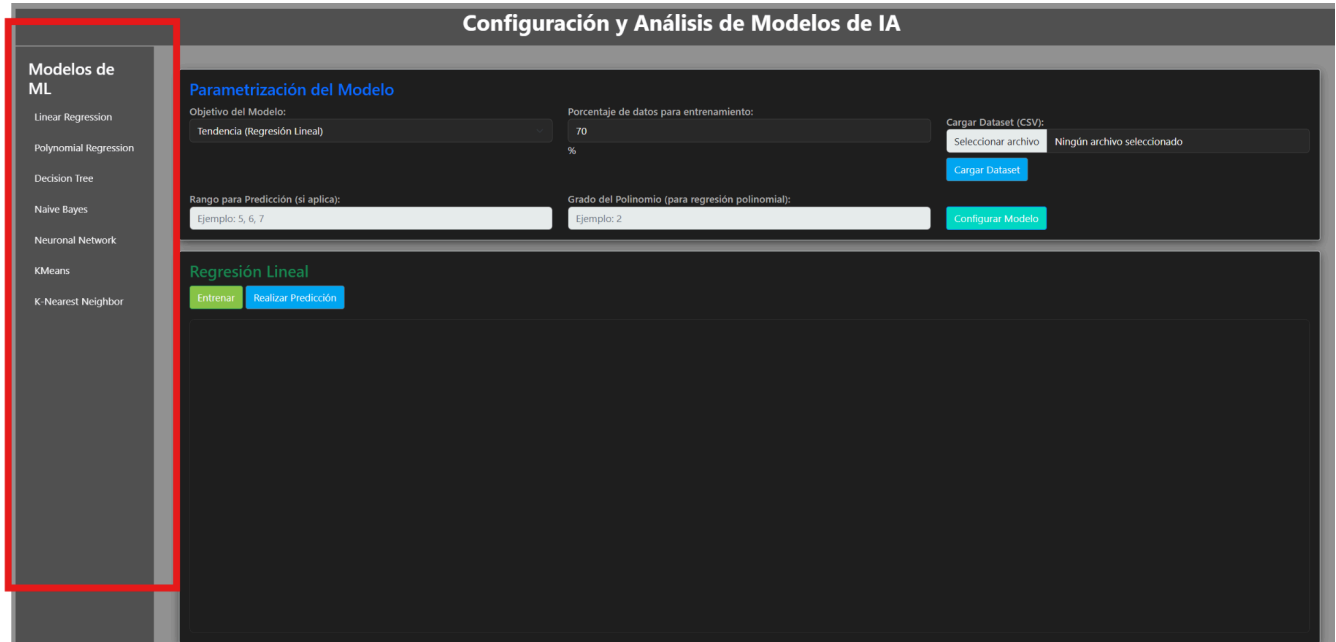 Configuración y Análisis de Modelos de IA
Modelos de
ML
Linear Regression
Polynomial Regression
Decision Tree
Naive Bayes
Neuronal Network
KMeans
K-Nearest Neighbor
Parametrización del Modelo
Objetivo del Modelo:
Tendencia (Regresión Lineal)
Porcentaje de datos para entrenamiento:
70
%
Cargar Dataset (CSV):
Seleccionar archivo Ningún archivo seleccionado
Cargar Dataset
Rango para Predicción (si aplica):
Ejemplo: 5, 6, 7
Grado del Polinomio (para regresión polinomial):
Ejemplo: 2
Configurar Modelo
Regresión Lineal
Entrenar Realizar Predicción